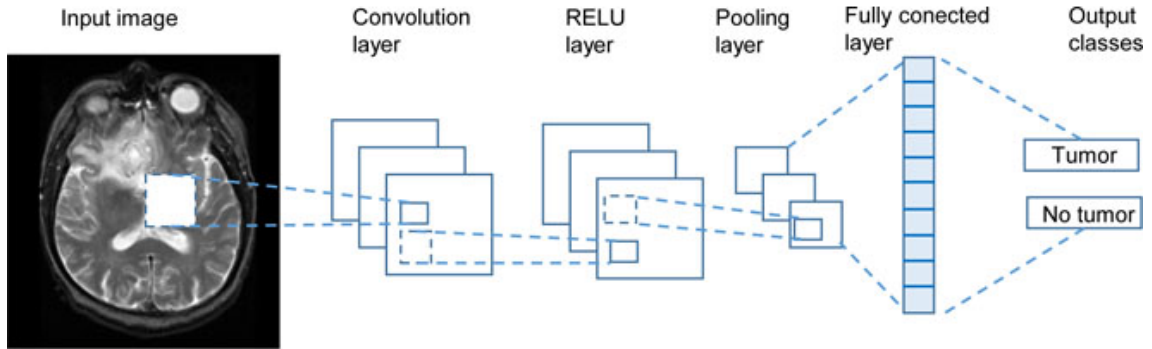 Input image
Convolution
layer
RELU
layer
Pooling
layer
Fully conected
layer
Output
classes
Tumor
No tumor